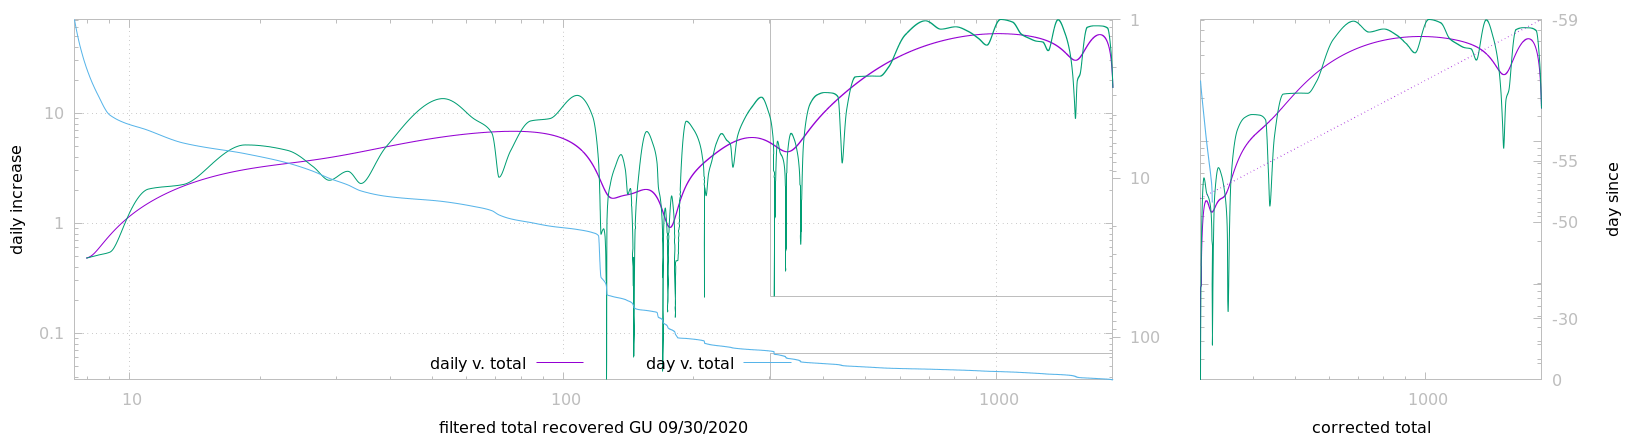 daily increase
10
1
0.1
daily v. total
day v. total
10
100
1000
filtered total recovered GU 09/30/2020
1
10
100
-59
-55
-50
-30
0
day since
1000
corrected total